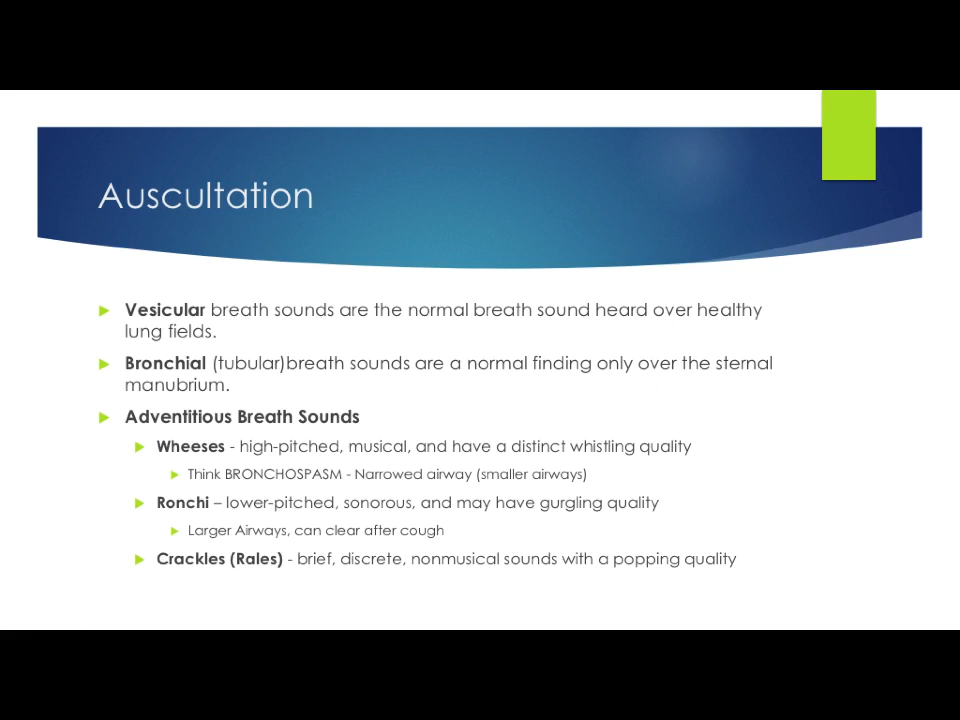 Auscultation
Vesicular breath sounds are the normal breath sound heard over healthy
lung fields.
Bronchial (tubular)breath sounds are a normal finding only over the sternal
manubrium.
Adventitious Breath Sounds
Wheeses - high-pitched, musical, and have a distinct whistling quality
Think BRONCHOSPASM - Narrowed airway (smaller airways)
Ronchi – lower-pitched, sonorous, and may have gurgling quality
Larger Airways, can clear after cough
Crackles (Rales) - brief, discrete, nonmusical sounds with a popping quality